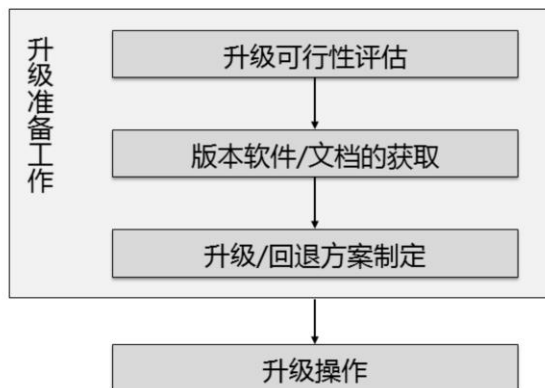 升级准备工作
升级可行性评估
版本软件/文档的获取
升级/回退方案制定
升级操作